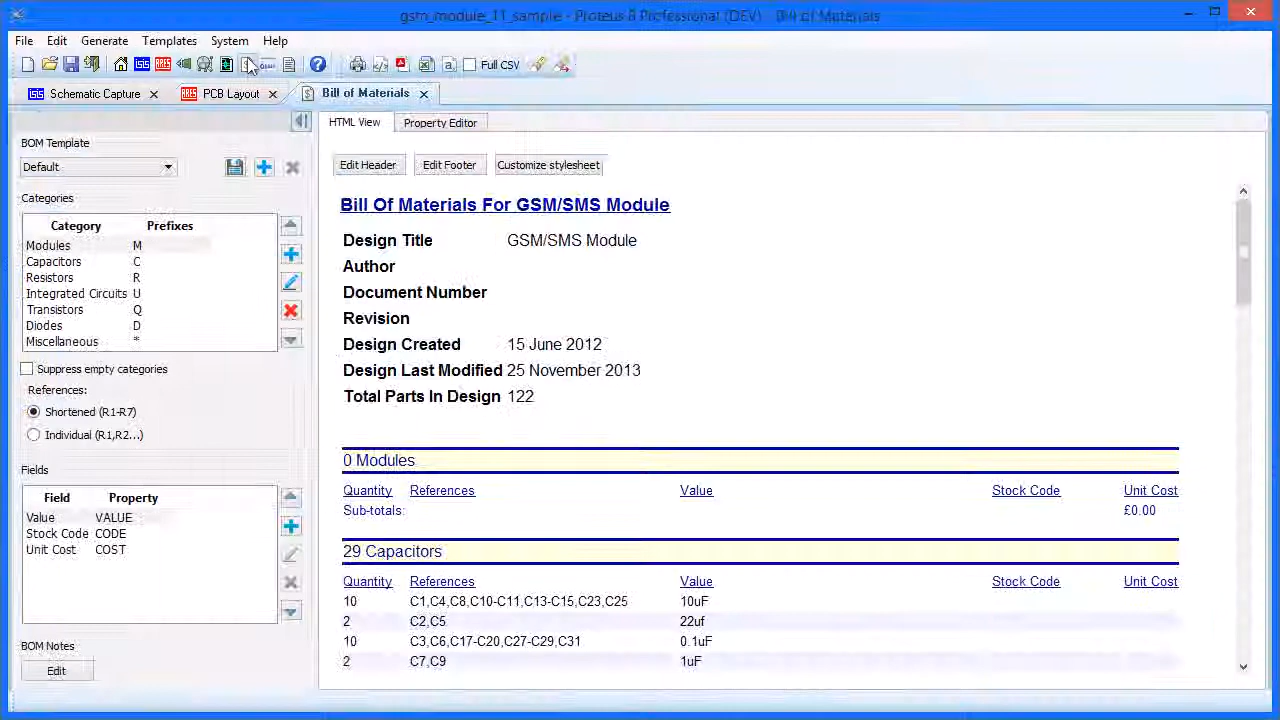 gsm_module_11_sample - Proteus 8 Professional (DEV) - Bill of Materials
File Edit Generate Templates System Help
Full CSV
Schematic Capture PCB Layout Bill of Materials
HTML View Property Editor
BOM Template
Default
Categories
Category Prefixes
Modules M
Capacitors C
Resistors R
Integrated Circuits U
Transistors Q
Diodes D
Miscellaneous *
Suppress empty categories
References:
Shortened (R1-R7)
Individual (R1,R2...)
Fields
Field Property
Value VALUE
Stock Code CODE
Unit Cost COST
BOM Notes
Edit
Edit Header Edit Footer Customize stylesheet
Bill Of Materials For GSM/SMS Module
Design Title GSM/SMS Module
Author
Document Number
Revision
Design Created 15 June 2012
Design Last Modified 25 November 2013
Total Parts In Design 122
0 Modules
Quantity References Value Stock Code Unit Cost
Sub-totals: £0.00
29 Capacitors
Quantity References Value Stock Code Unit Cost
10 C1,C4,C8,C10-C11,C13-C15,C23,C25 10uF
2 C2,C5 22uf
10 C3,C6,C17-C20,C27-C29,C31 0.1uF
2 C7,C9 1uF